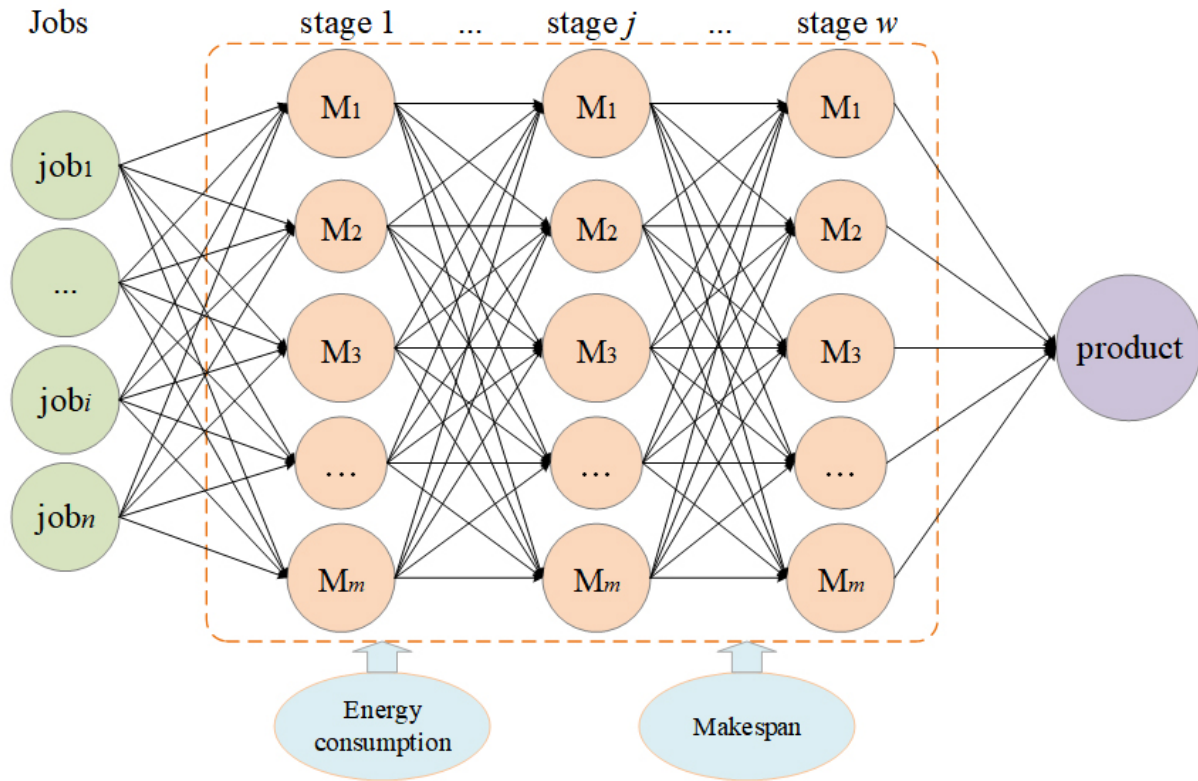 Jobs
stage 1 ... stage j ... stage w
job1
...
jobi
jobn
M1
M2
M3
...
Mm
M1
M2
M3
...
Mm
M1
M2
M3
...
Mm
product
Energy
consumption
Makespan